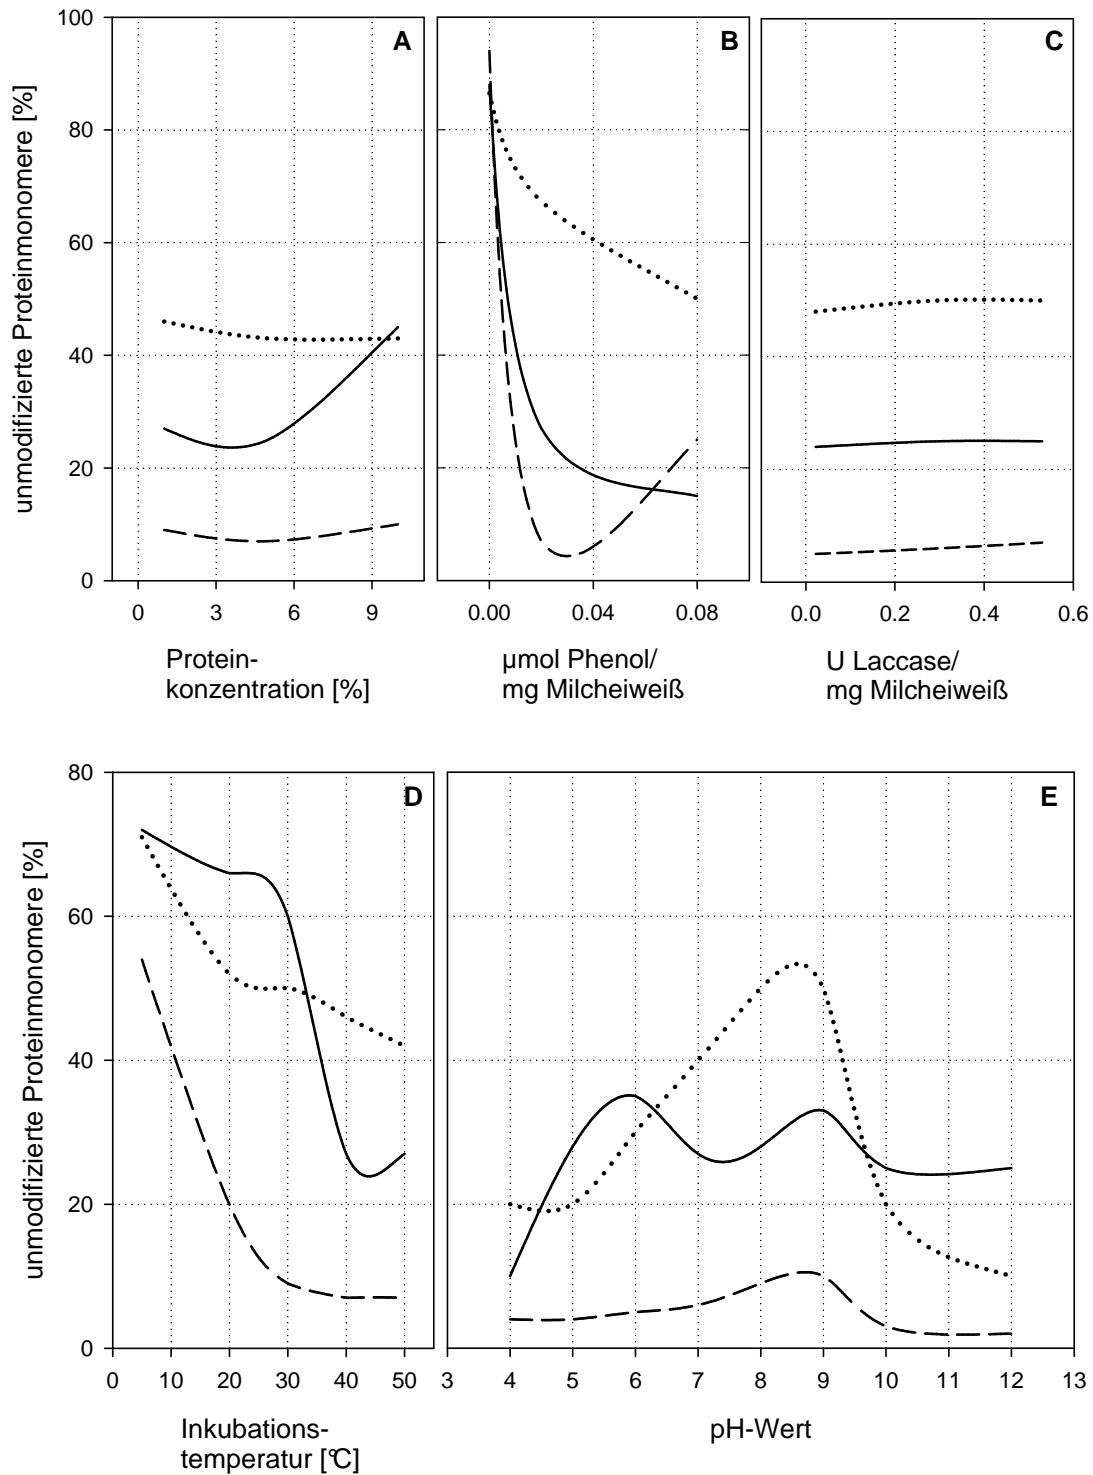 100
80
60
40
20
0
unmodifizierte Proteinmonomere [%]
A
B
C
0 3 6 9
0.00 0.04 0.08
0.0 0.2 0.4 0.6
Protein-
konzentration [%]
µmol Phenol/
mg Milcheiweiß
U Laccase/
mg Milcheiweiß
80
60
40
20
0
unmodifizierte Proteinmonomere [%]
D
E
0 10 20 30 40 50
3 4 5 6 7 8 9 10 11 12 13
Inkubations-
temperatur [°C]
pH-Wert